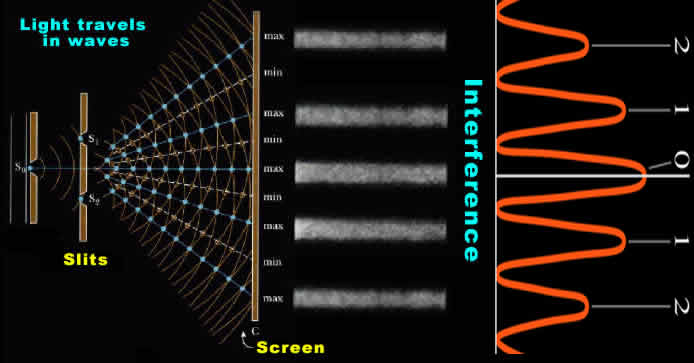 Light travels
in waves
S₀
S₁
S₂
Slits
max
min
max
min
max
min
max
min
max
C
Screen
Interference
2
1
0
1
2